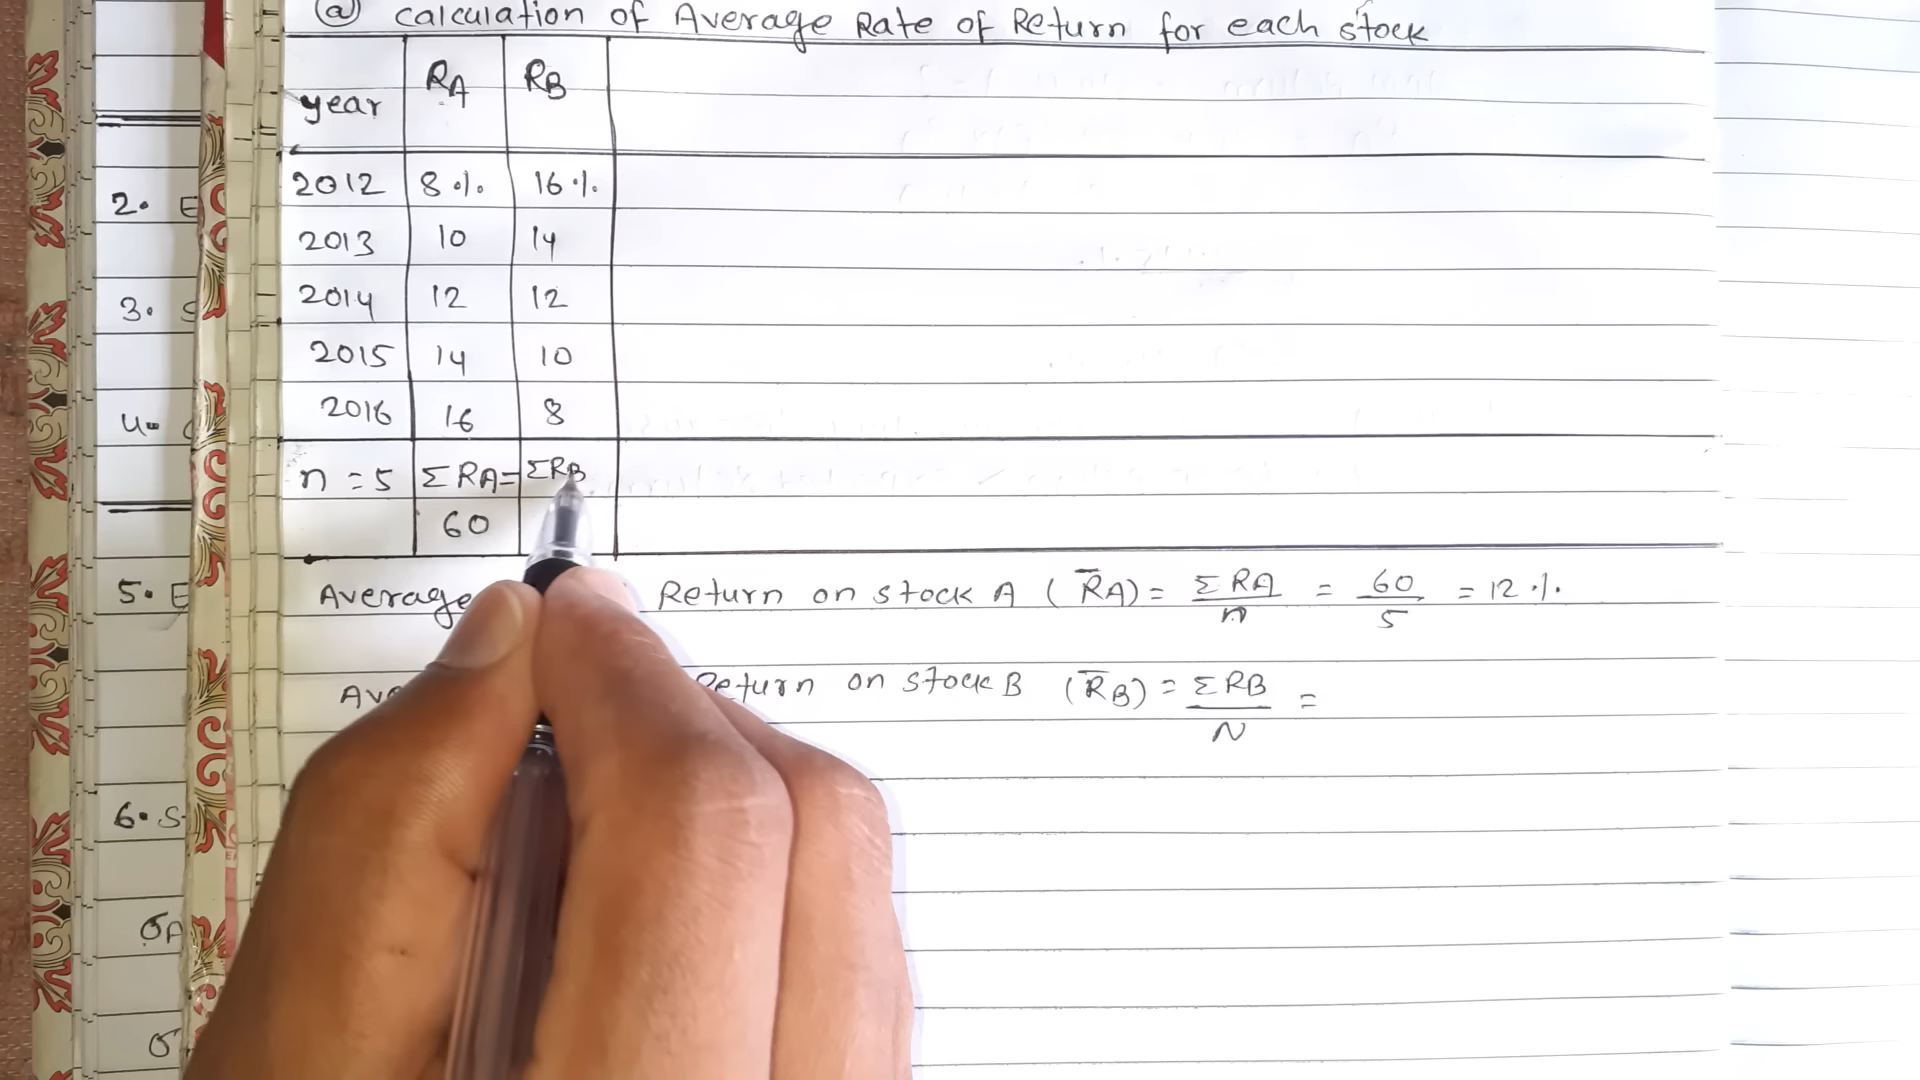 (a) Calculation of Average Rate of Return for each stock
year RA RB
2012 8% 16%
2013 10 14
2014 12 12
2015 14 10
2016 16 8
n = 5 ΣRA= ΣRB
60
Average Return on stock A (R̅A) = ΣRA/n = 60/5 = 12%
Return on stock B (R̅B) = ΣRB/N =
2.
3.
4.
5.
6.
σA
σ